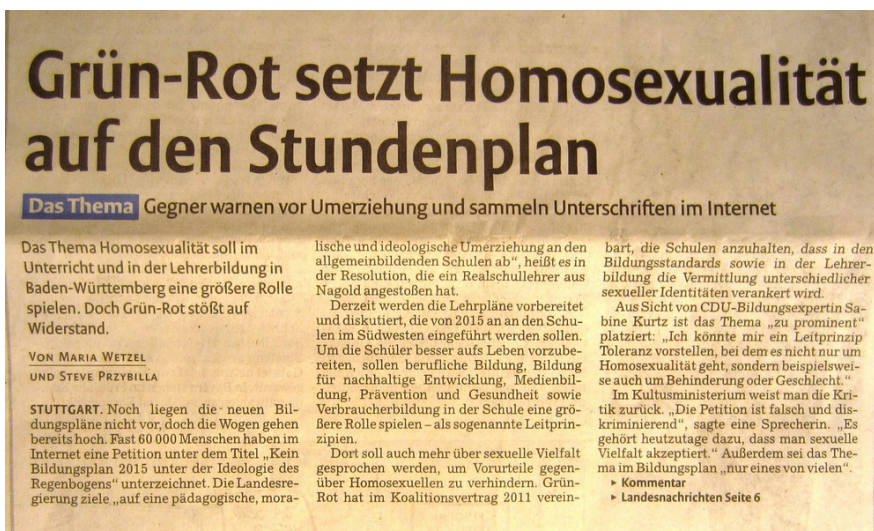 Grün-Rot setzt Homosexualität
auf den Stundenplan
Das Thema Gegner warnen vor Umerziehung und sammeln Unterschriften im Internet
Das Thema Homosexualität soll im
Unterricht und in der Lehrerbildung in
Baden-Württemberg eine größere Rolle
spielen. Doch Grün-Rot stößt auf
Widerstand.
VON MARIA WETZEL
UND STEVE PRZYBILLA
STUTTGART. Noch liegen die neuen Bil-
dungspläne nicht vor, doch die Wogen gehen
bereits hoch. Fast 60 000 Menschen haben im
Internet eine Petition unter dem Titel „Kein
Bildungsplan 2015 unter der Ideologie des
Regenbogens“ unterzeichnet. Die Landesre-
gierung ziele „auf eine pädagogische, mora-
lische und ideologische Umerziehung an den
allgemeinbildenden Schulen ab“, heißt es in
der Resolution, die ein Realschullehrer aus
Nagold angestoßen hat.
Derzeit werden die Lehrpläne vorbereitet
und diskutiert, die von 2015 an an den Schu-
len im Südwesten eingeführt werden sollen.
Um die Schüler besser aufs Leben vorzube-
reiten, sollen berufliche Bildung, Bildung
für nachhaltige Entwicklung, Medienbil-
dung, Prävention und Gesundheit sowie
Verbraucherbildung in der Schule eine grö-
ßere Rolle spielen – als sogenannte Leitprin-
zipien.
Dort soll auch mehr über sexuelle Vielfalt
gesprochen werden, um Vorurteile gegen-
über Homosexuellen zu verhindern. Grün-
Rot hat im Koalitionsvertrag 2011 verein-
bart, die Schulen anzuhalten, dass in den
Bildungsstandards sowie in der Lehrer-
bildung die Vermittlung unterschiedlicher
sexueller Identitäten verankert wird.
Aus Sicht von CDU-Bildungsexpertin Sa-
bine Kurtz ist das Thema „zu prominent“
platziert: „Ich könnte mir ein Leitprinzip
Toleranz vorstellen, bei dem es nicht nur um
Homosexualität geht, sondern beispielswei-
se auch um Behinderung oder Geschlecht.“
Im Kultusministerium weist man die Kri-
tik zurück. „Die Petition ist falsch und dis-
kriminierend“, sagte eine Sprecherin. „Es
gehört heutzutage dazu, dass man sexuelle
Vielfalt akzeptiert.“ Außerdem sei das The-
ma im Bildungsplan „nur eines von vielen“.
▸ Kommentar
▸ Landesnachrichten Seite 6